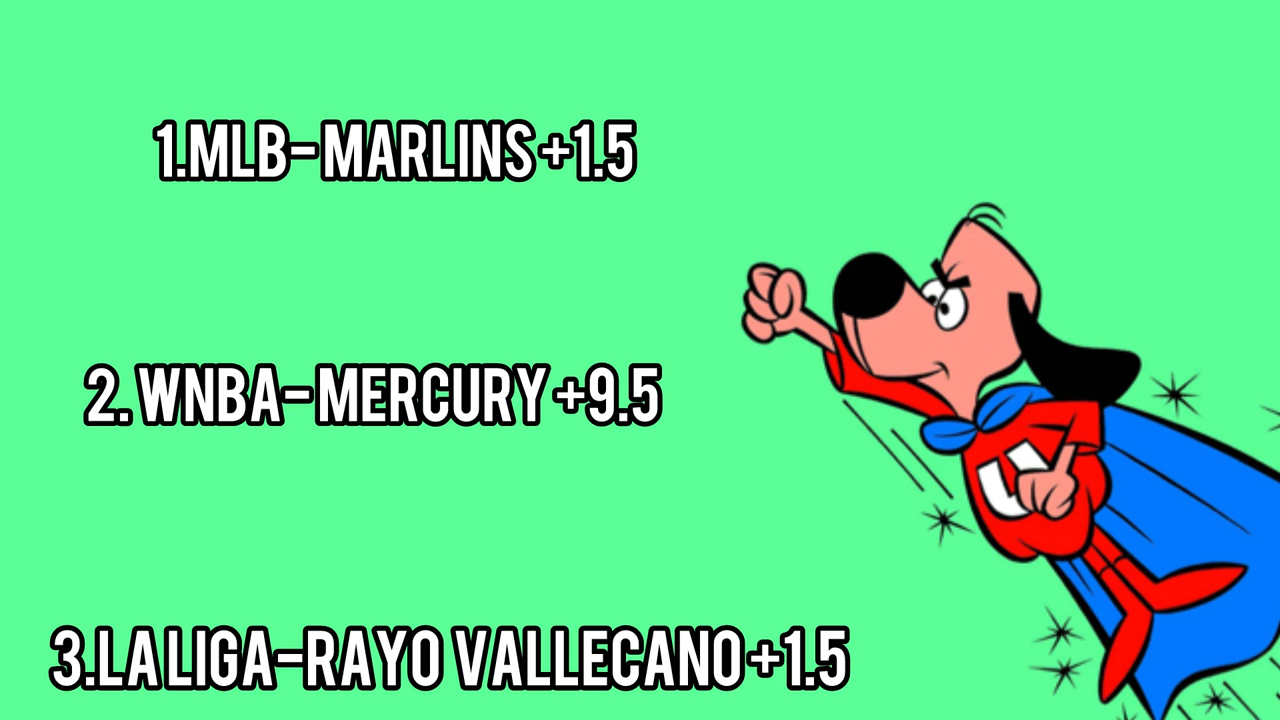 1.MLB- MARLINS +1.5
2. WNBA- MERCURY +9.5
U
3.LA LIGA-RAYO VALLECANO +1.5